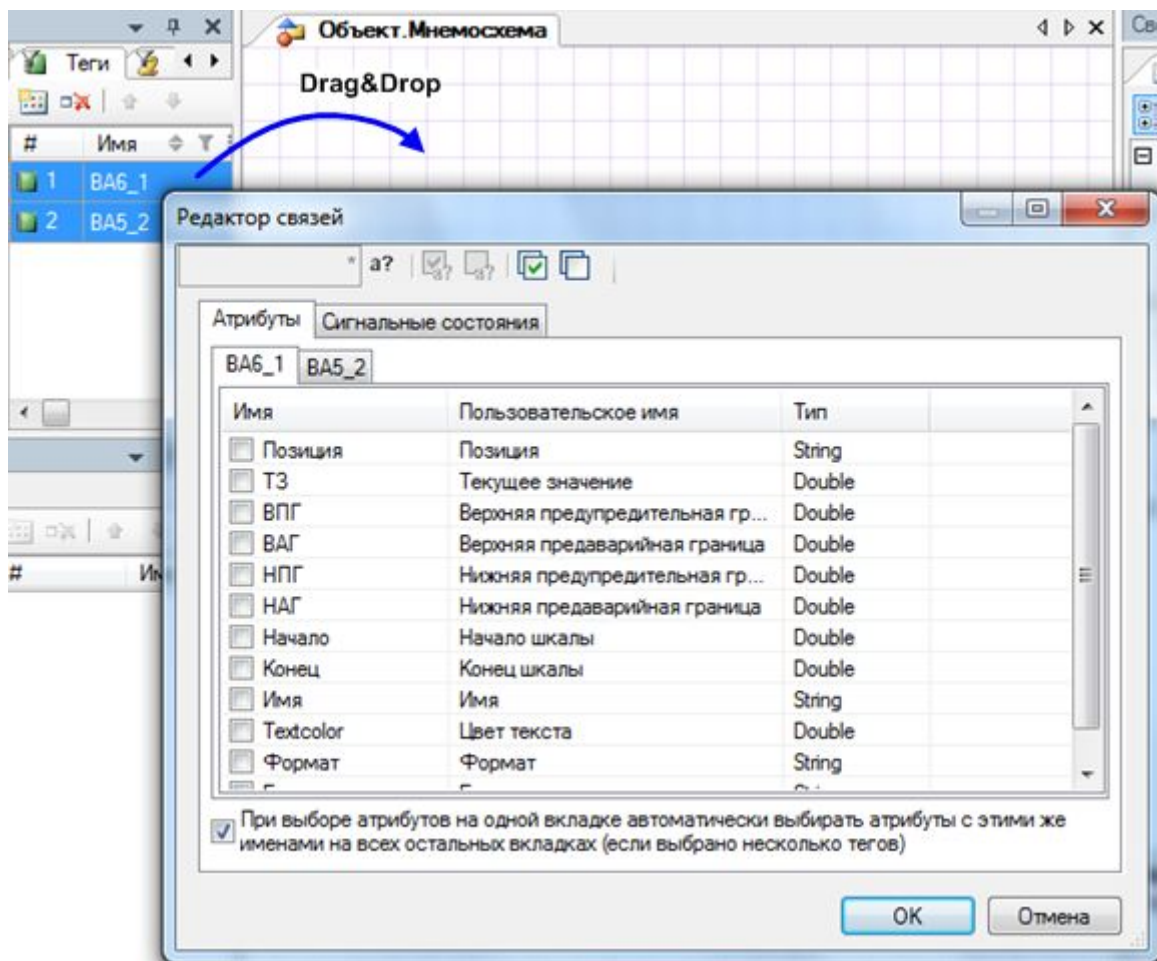 Объект.Мнемосхема
Св
Теги
Drag&Drop
# Имя
1 BA6_1
2 BA5_2
Редактор связей
* a?
Атрибуты Сигнальные состояния
BA6_1 BA5_2
Имя Пользовательское имя Тип
Позиция Позиция String
ТЗ Текущее значение Double
ВПГ Верхняя предупредительная гр... Double
ВАГ Верхняя предаварийная граница Double
НПГ Нижняя предупредительная гр... Double
НАГ Нижняя предаварийная граница Double
Начало Начало шкалы Double
Конец Конец шкалы Double
Имя Имя String
Textcolor Цвет текста Double
Формат Формат String
# Им
При выборе атрибутов на одной вкладке автоматически выбирать атрибуты с этими же
именами на всех остальных вкладках (если выбрано несколько тегов)
OK Отмена